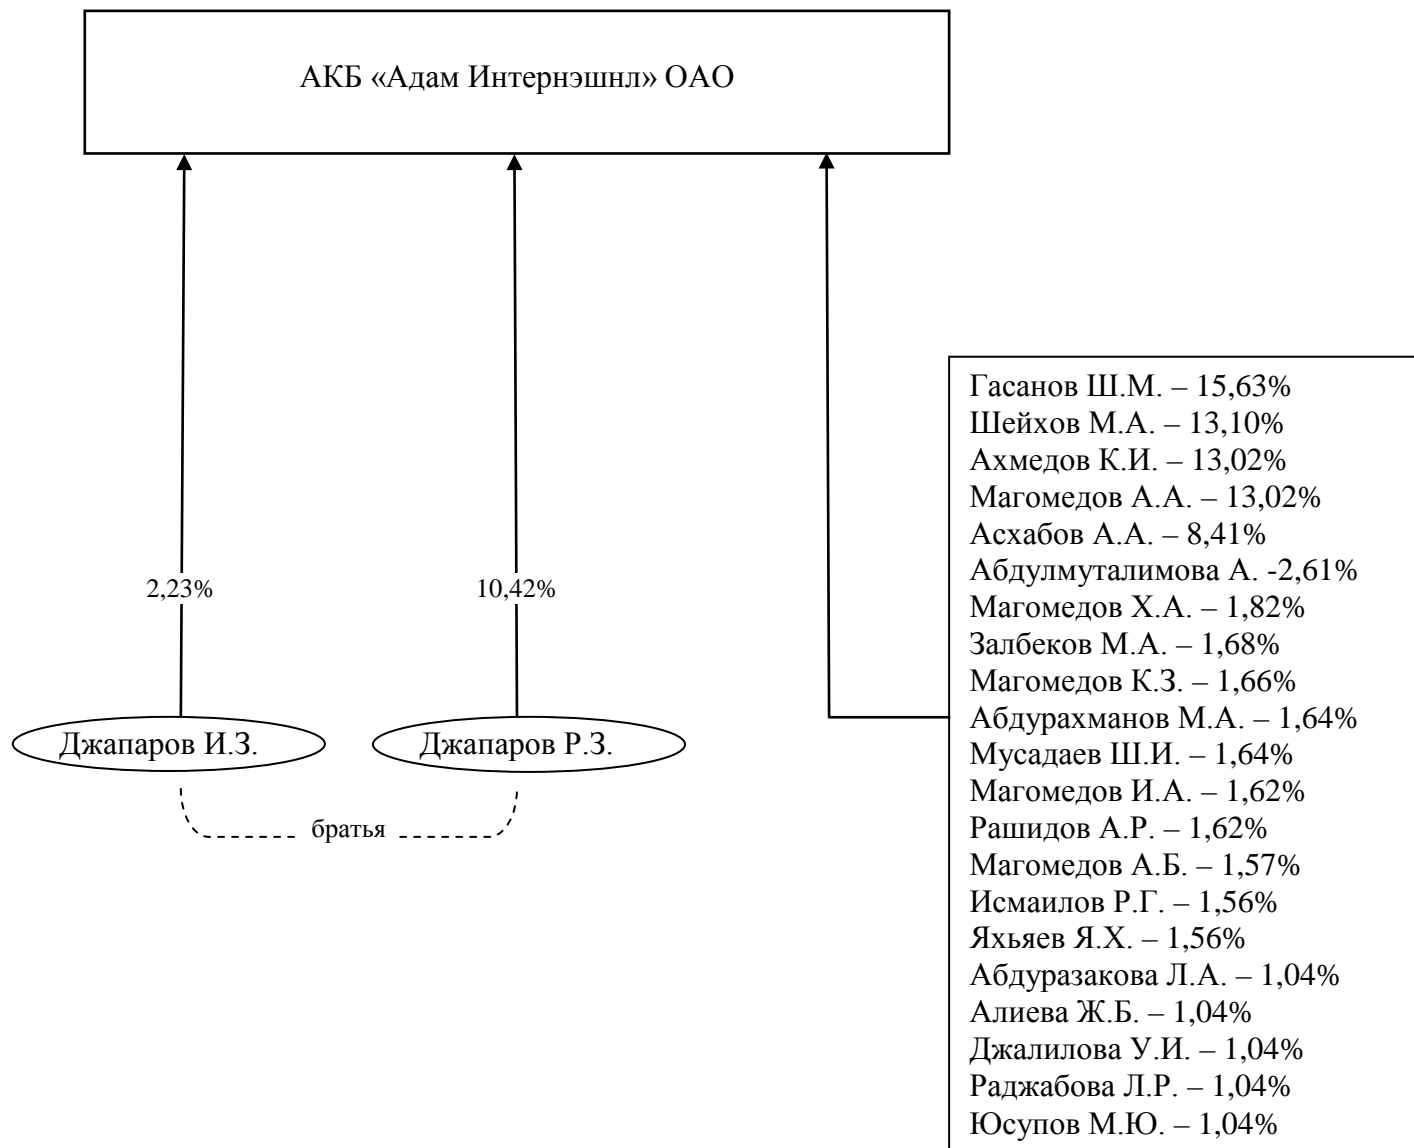 АКБ «Адам Интернэшнл» ОАО
2,23%
10,42%
Джапаров И.З.
Джапаров Р.З.
братья
Гасанов Ш.М. – 15,63%
Шейхов М.А. – 13,10%
Ахмедов К.И. – 13,02%
Магомедов А.А. – 13,02%
Асхабов А.А. – 8,41%
Абдулмуталимова А. -2,61%
Магомедов Х.А. – 1,82%
Залбеков М.А. – 1,68%
Магомедов К.З. – 1,66%
Абдурахманов М.А. – 1,64%
Мусадаев Ш.И. – 1,64%
Магомедов И.А. – 1,62%
Рашидов А.Р. – 1,62%
Магомедов А.Б. – 1,57%
Исмаилов Р.Г. – 1,56%
Яхьяев Я.Х. – 1,56%
Абдуразакова Л.А. – 1,04%
Алиева Ж.Б. – 1,04%
Джалилова У.И. – 1,04%
Раджабова Л.Р. – 1,04%
Юсупов М.Ю. – 1,04%